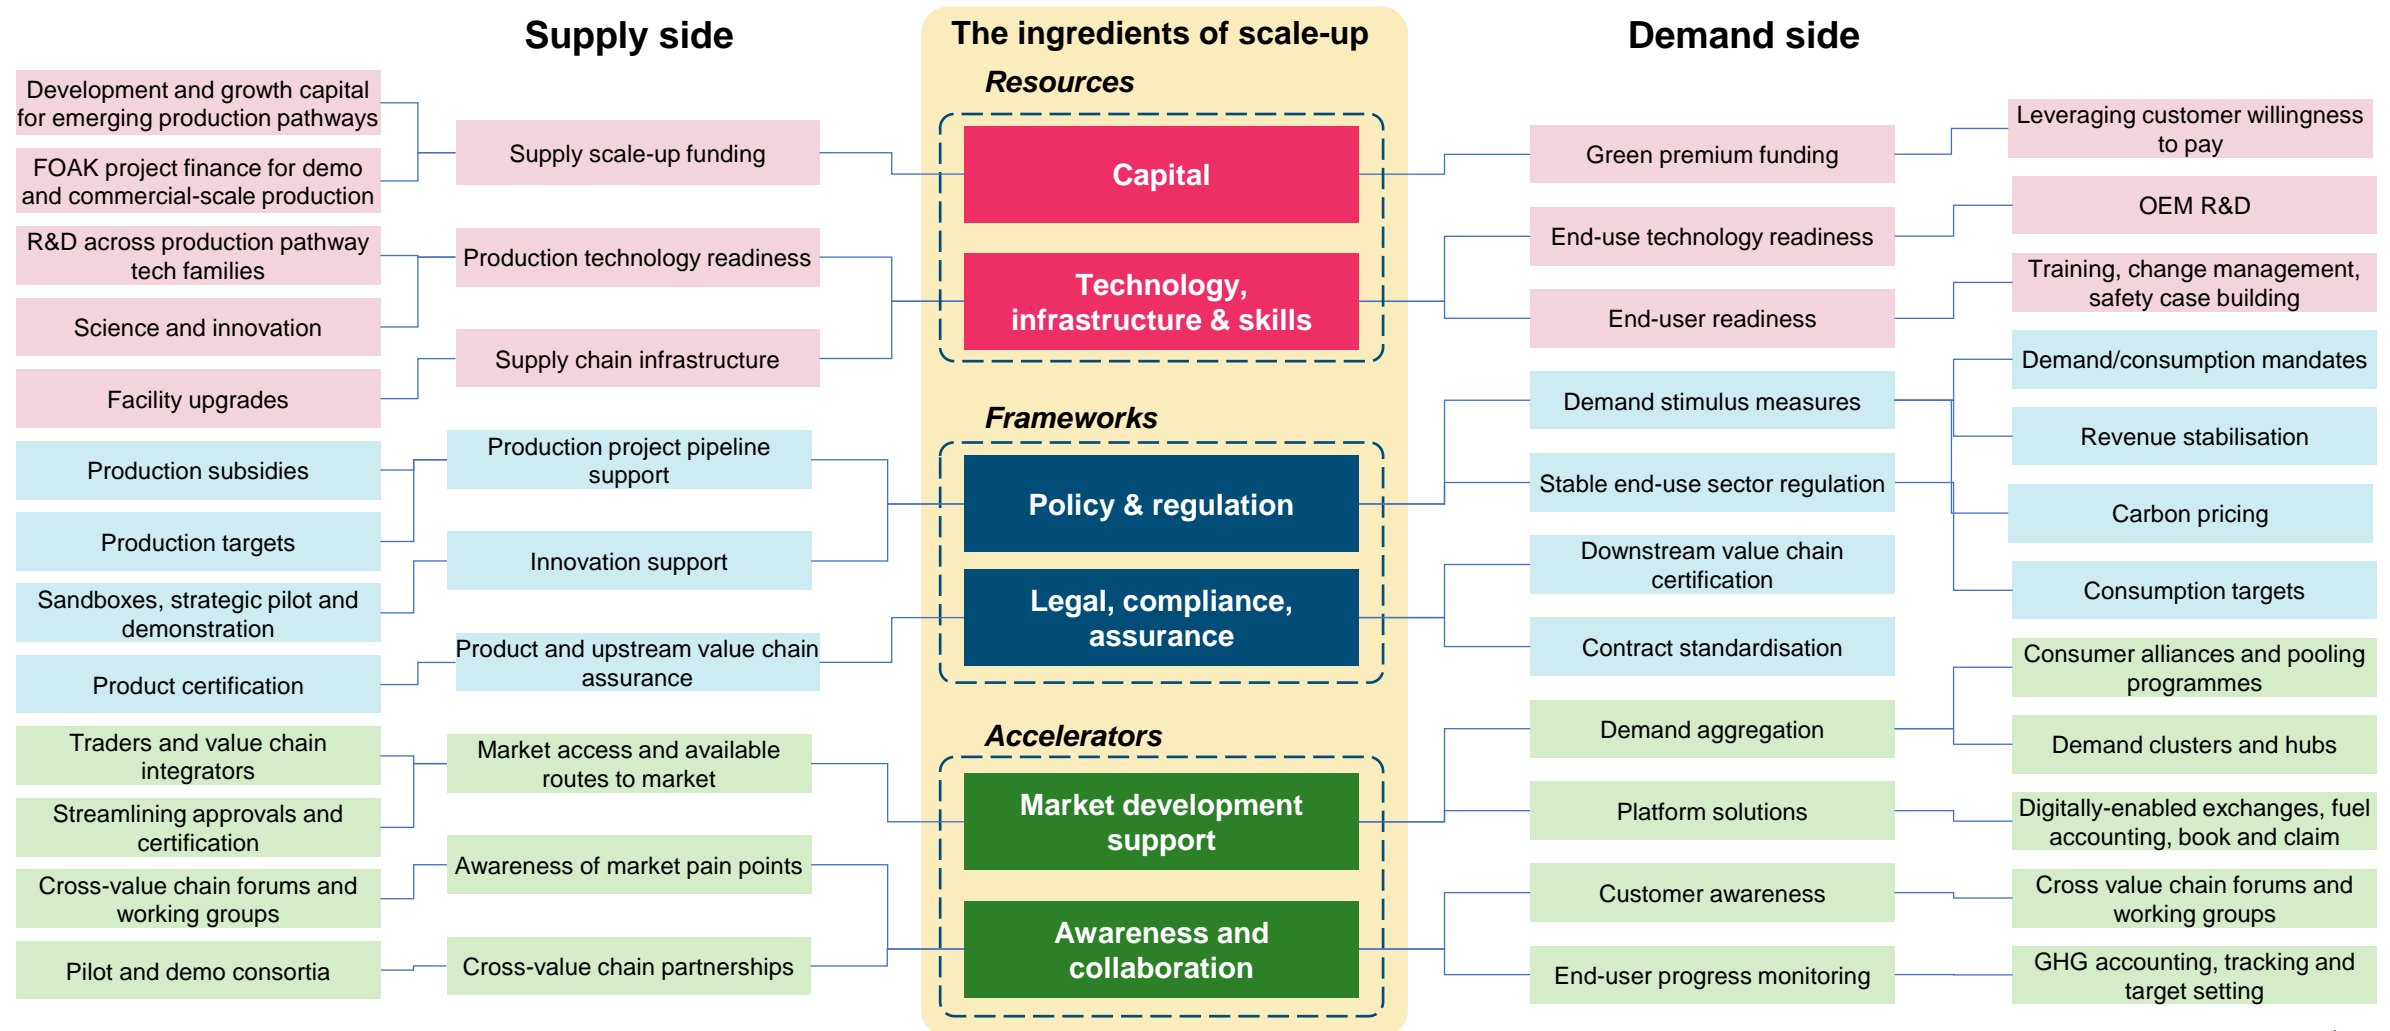 Supply side
The ingredients of scale-up
Demand side
Development and growth capital
for emerging production pathways
FOAK project finance for demo
and commercial-scale production
R&D across production pathway
tech families
Science and innovation
Facility upgrades
Production subsidies
Production targets
Sandboxes, strategic pilot and
demonstration
Product certification
Traders and value chain
integrators
Streamlining approvals and
certification
Cross-value chain forums and
working groups
Pilot and demo consortia
Supply scale-up funding
Production technology readiness
Supply chain infrastructure
Production project pipeline
support
Innovation support
Product and upstream value chain
assurance
Market access and available
routes to market
Awareness of market pain points
Cross-value chain partnerships
Resources
Capital
Technology,
infrastructure & skills
Frameworks
Policy & regulation
Legal, compliance,
assurance
Accelerators
Market development
support
Awareness and
collaboration
Green premium funding
End-use technology readiness
End-user readiness
Demand stimulus measures
Stable end-use sector regulation
Downstream value chain
certification
Contract standardisation
Demand aggregation
Platform solutions
Customer awareness
End-user progress monitoring
Leveraging customer willingness
to pay
OEM R&D
Training, change management,
safety case building
Demand/consumption mandates
Revenue stabilisation
Carbon pricing
Consumption targets
Consumer alliances and pooling
programmes
Demand clusters and hubs
Digitally-enabled exchanges, fuel
accounting, book and claim
Cross value chain forums and
working groups
GHG accounting, tracking and
target setting